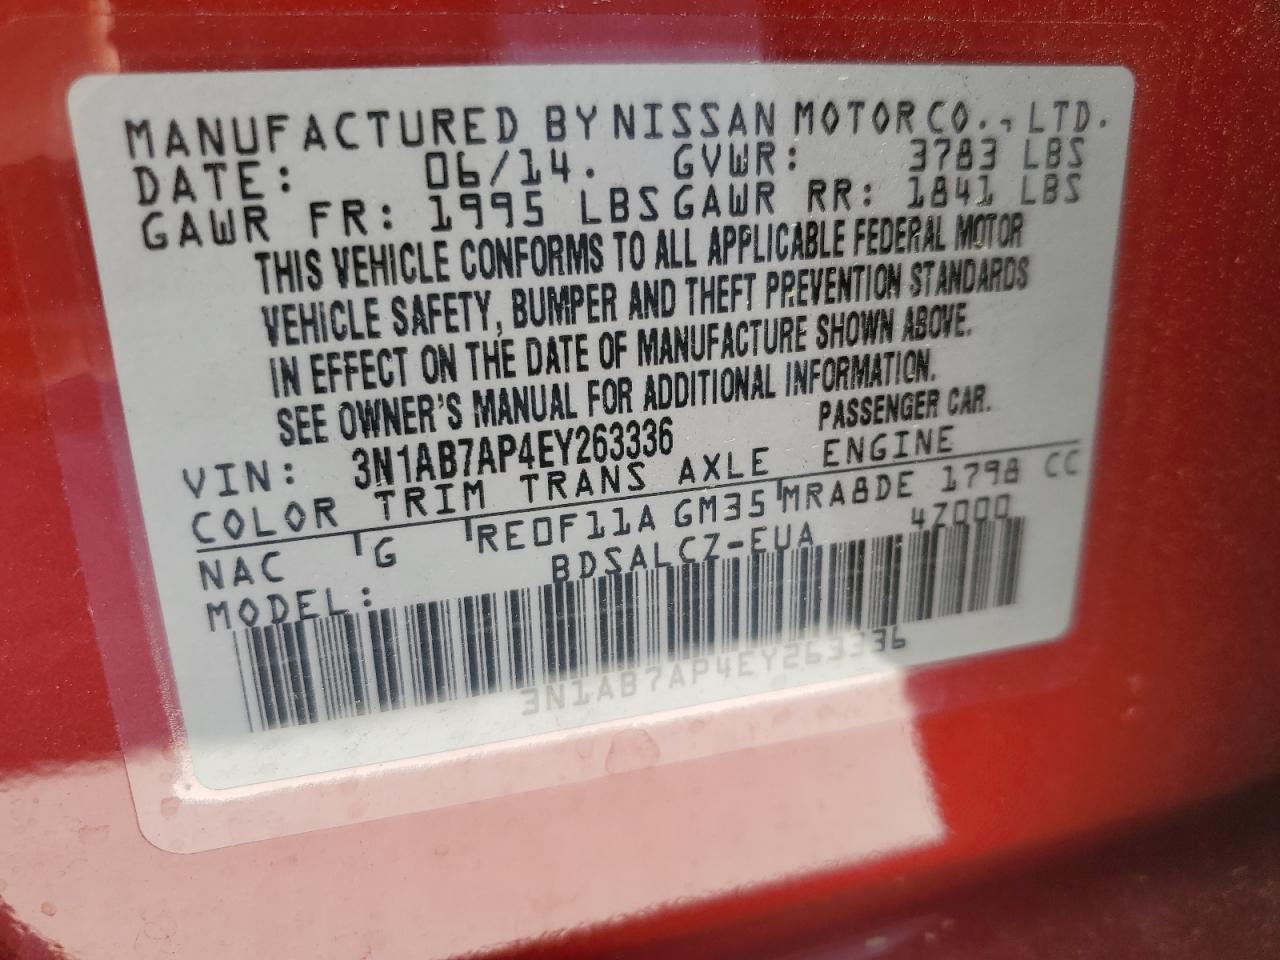 MANUFACTURED BY NISSAN MOTOR CO., LTD.
DATE: 06/14. GVWR: 3783 LBS
GAWR FR: 1995 LBS GAWR RR: 1841 LBS
THIS VEHICLE CONFORMS TO ALL APPLICABLE FEDERAL MOTOR
VEHICLE SAFETY, BUMPER AND THEFT PREVENTION STANDARDS
IN EFFECT ON THE DATE OF MANUFACTURE SHOWN ABOVE.
SEE OWNER'S MANUAL FOR ADDITIONAL INFORMATION.
VIN: 3N1AB7AP4EY263336 PASSENGER CAR.
COLOR TRIM TRANS AXLE ENGINE
NAC G RE0F11A GM35 MRA8DE 1798 CC
MODEL: BDSALCZ-EUA 47000
3N1AB7AP4EY263336